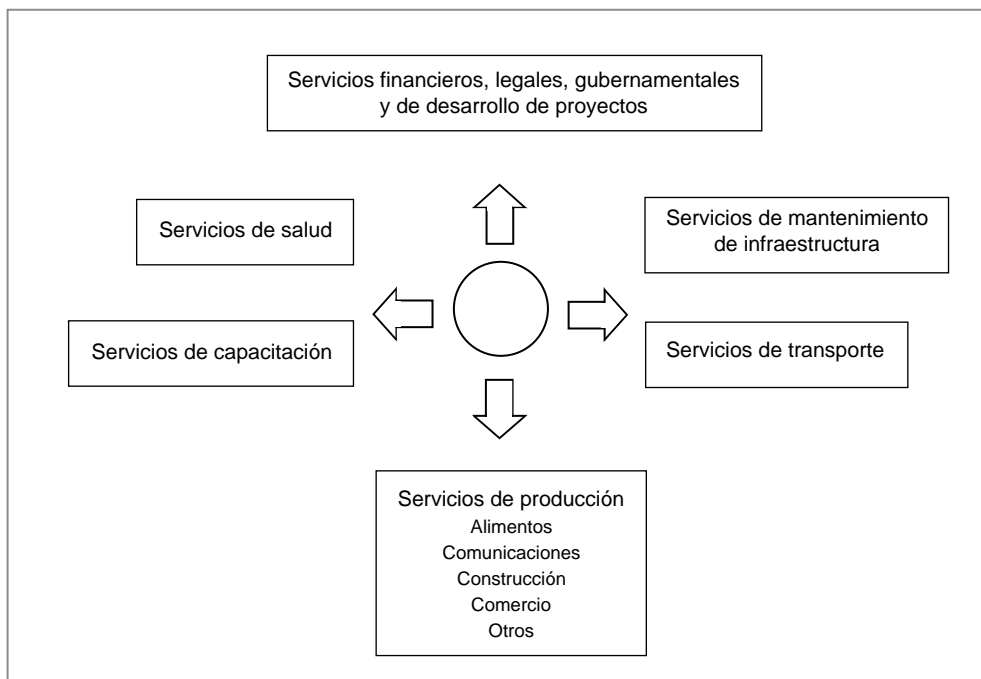 Servicios financieros, legales, gubernamentales
y de desarrollo de proyectos
Servicios de salud
Servicios de mantenimiento
de infraestructura
Servicios de capacitación
Servicios de transporte
Servicios de producción
Alimentos
Comunicaciones
Construcción
Comercio
Otros